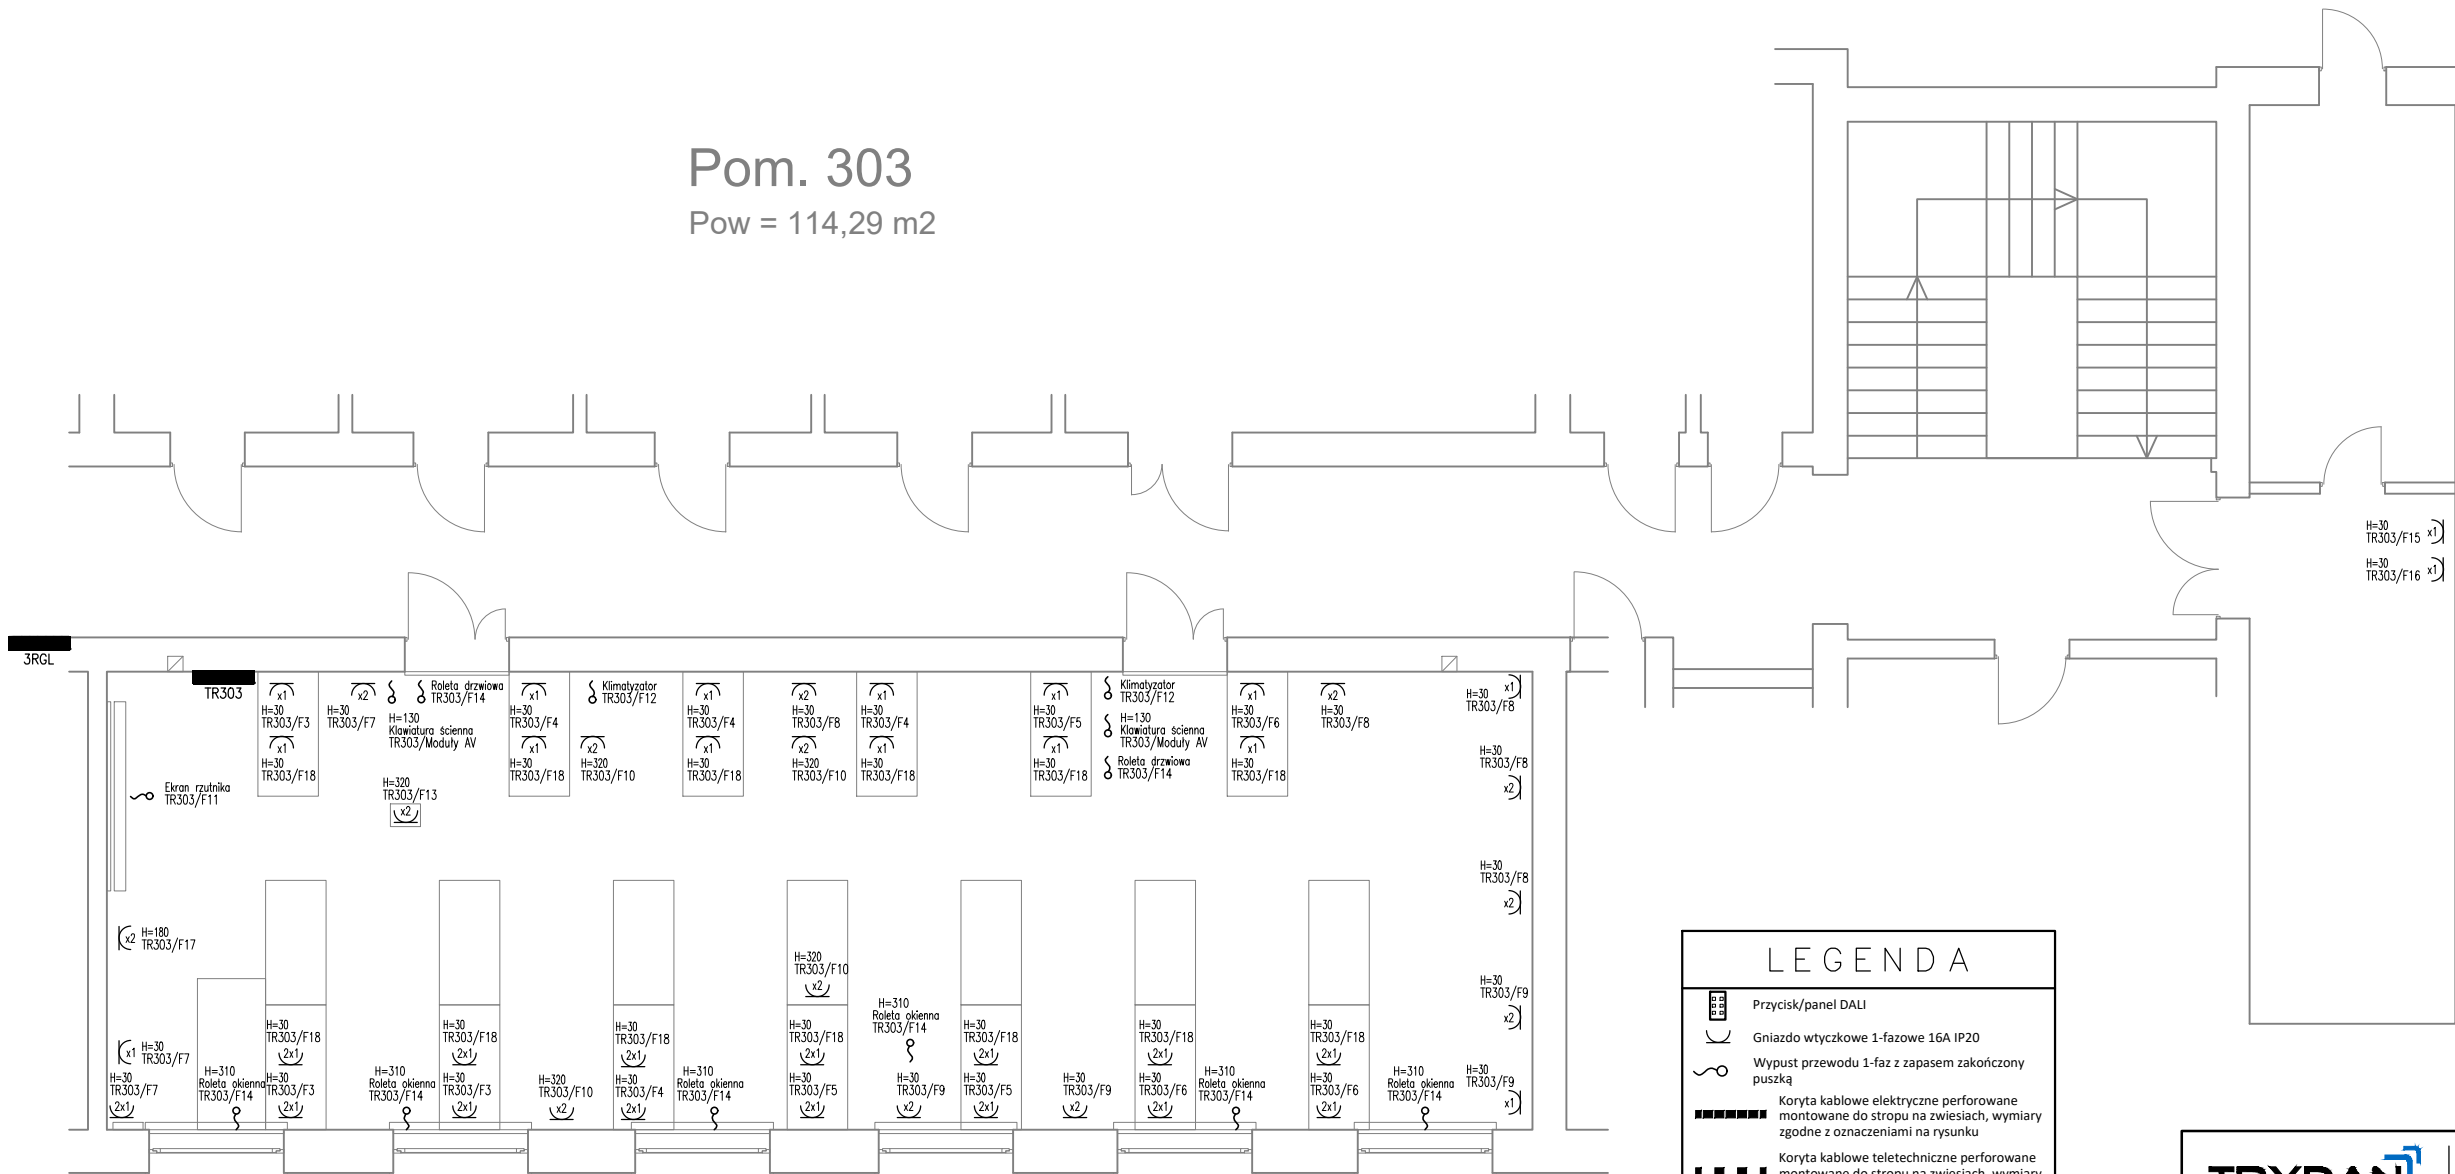 Pom. 303
Pow = 114,29 m2
H=30
TR303/F15
x1
H=30
TR303/F16
x1
3RGL
TR303
x1
H=30
TR303/F3
x1
H=30
TR303/F18
x2
H=30
TR303/F7
Roleta drzwiowa
TR303/F14
H=130
Klawiatura ścienna
TR303/Moduły AV
x1
H=30
TR303/F4
x1
H=30
TR303/F18
Klimatyzator
TR303/F12
x2
H=320
TR303/F10
x1
H=30
TR303/F4
x1
H=30
TR303/F18
x2
H=30
TR303/F8
x2
H=320
TR303/F10
x1
H=30
TR303/F4
x1
H=30
TR303/F18
x1
H=30
TR303/F5
x1
H=30
TR303/F18
Klimatyzator
TR303/F12
H=130
Klawiatura ścienna
TR303/Moduły AV
Roleta drzwiowa
TR303/F14
x1
H=30
TR303/F6
x1
H=30
TR303/F18
x2
H=30
TR303/F8
x1
H=30
TR303/F8
H=30
TR303/F8
x2
Ekran rzutnika
TR303/F11
H=320
TR303/F13
x2
H=30
TR303/F8
x2
x2
H=180
TR303/F17
H=320
TR303/F10
x2
H=30
TR303/F9
x2
H=310
Roleta okienna
TR303/F14
x1
H=30
TR303/F7
H=30
TR303/F7
2x1
H=310
Roleta okienna
TR303/F14
H=30
TR303/F18
2x1
H=30
TR303/F3
2x1
H=310
Roleta okienna
TR303/F14
H=30
TR303/F18
2x1
H=30
TR303/F3
2x1
H=320
TR303/F10
x2
H=30
TR303/F18
2x1
H=30
TR303/F4
2x1
H=310
Roleta okienna
TR303/F14
H=30
TR303/F18
2x1
H=30
TR303/F5
2x1
H=30
TR303/F9
x2
H=30
TR303/F18
2x1
H=30
TR303/F5
2x1
H=30
TR303/F9
x2
H=30
TR303/F18
2x1
H=30
TR303/F6
2x1
H=310
Roleta okienna
TR303/F14
H=30
TR303/F18
2x1
H=30
TR303/F6
2x1
H=310
Roleta okienna
TR303/F14
H=30
TR303/F9
x1
LEGENDA
Przycisk/panel DALI
Gniazdo wtyczkowe 1-fazowe 16A IP20
Wypust przewodu 1-faz z zapasem zakończony
puszką
Koryta kablowe elektryczne perforowane
montowane do stropu na zwiesiach, wymiary
zgodne z oznaczeniami na rysunku
Koryta kablowe teletechniczne perforowane
montowane do stropu na zwiesiach, wymiary